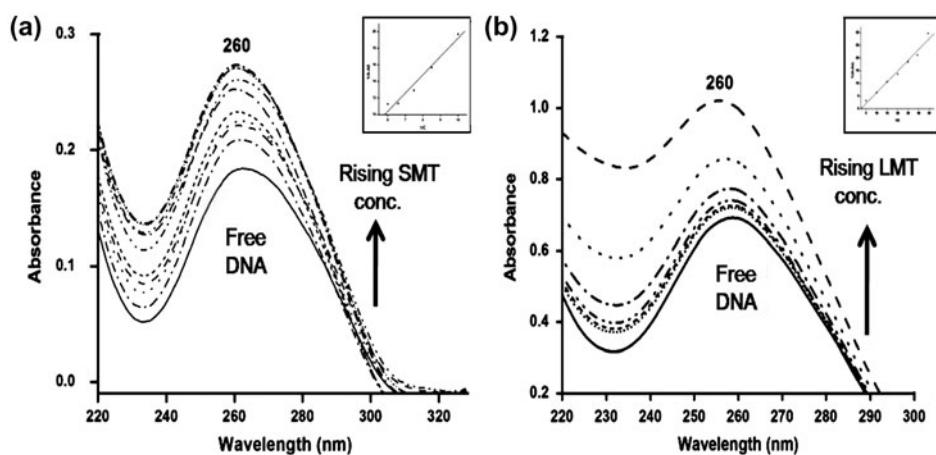 (a)
0.3
260
Rising SMT
conc.
Free
DNA
Absorbance
0.2
0.1
0.0
220 240 260 280 300 320
Wavelength (nm)
(b)
1.0
260
Rising LMT
conc.
Free
DNA
Absorbance
0.8
0.6
0.4
0.2
220 230 240 250 260 270 280 290 300
Wavelength (nm)